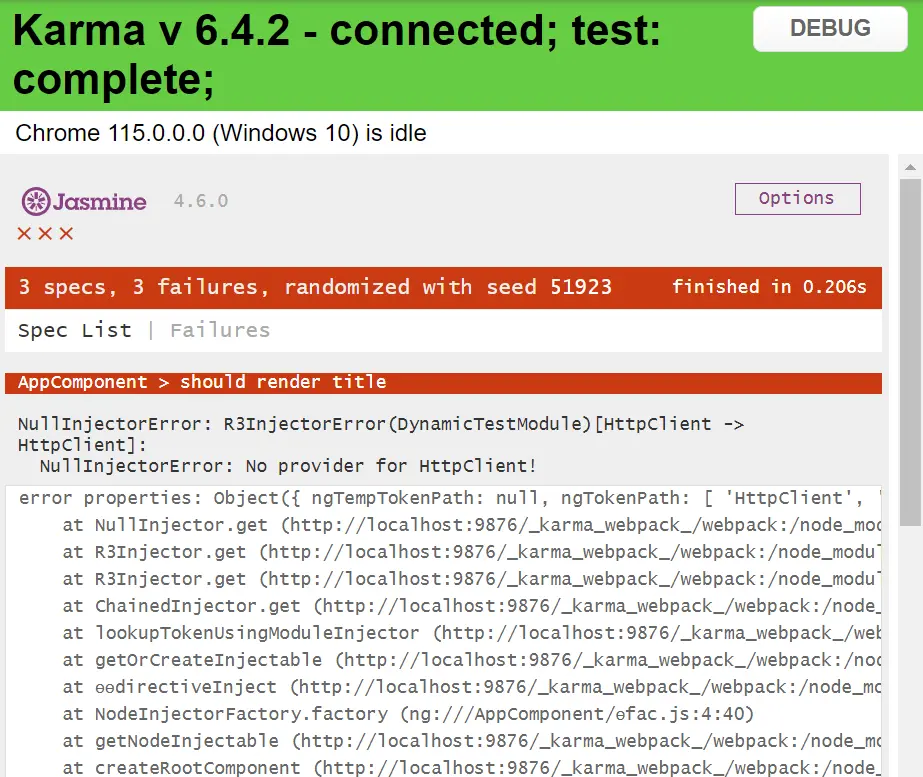 Karma v 6.4.2 - connected; test:
complete;
DEBUG
Chrome 115.0.0.0 (Windows 10) is idle
Jasmine 4.6.0
Options
3 specs, 3 failures, randomized with seed 51923
finished in 0.206s
Spec List | Failures
AppComponent > should render title
NullInjectorError: R3InjectorError(DynamicTestModule)[HttpClient ->
HttpClient]:
NullInjectorError: No provider for HttpClient!
error properties: Object({ ngTempTokenPath: null, ngTokenPath: [ 'HttpClient', '
at NullInjector.get (http://localhost:9876/_karma_webpack_/webpack:/node_mod
at R3Injector.get (http://localhost:9876/_karma_webpack_/webpack:/node_modul
at R3Injector.get (http://localhost:9876/_karma_webpack_/webpack:/node_modul
at ChainedInjector.get (http://localhost:9876/_karma_webpack_/webpack:/node_
at lookupTokenUsingModuleInjector (http://localhost:9876/_karma_webpack_/web
at getOrCreateInjectable (http://localhost:9876/_karma_webpack_/webpack:/nod
at ɵɵdirectiveInject (http://localhost:9876/_karma_webpack_/webpack:/node_mo
at NodeInjectorFactory.factory (ng:///AppComponent/ɵfac.js:4:40)
at getNodeInjectable (http://localhost:9876/_karma_webpack_/webpack:/node_mo
at createRootComponent (http://localhost:9876/_karma_webpack_/webpack:/node_